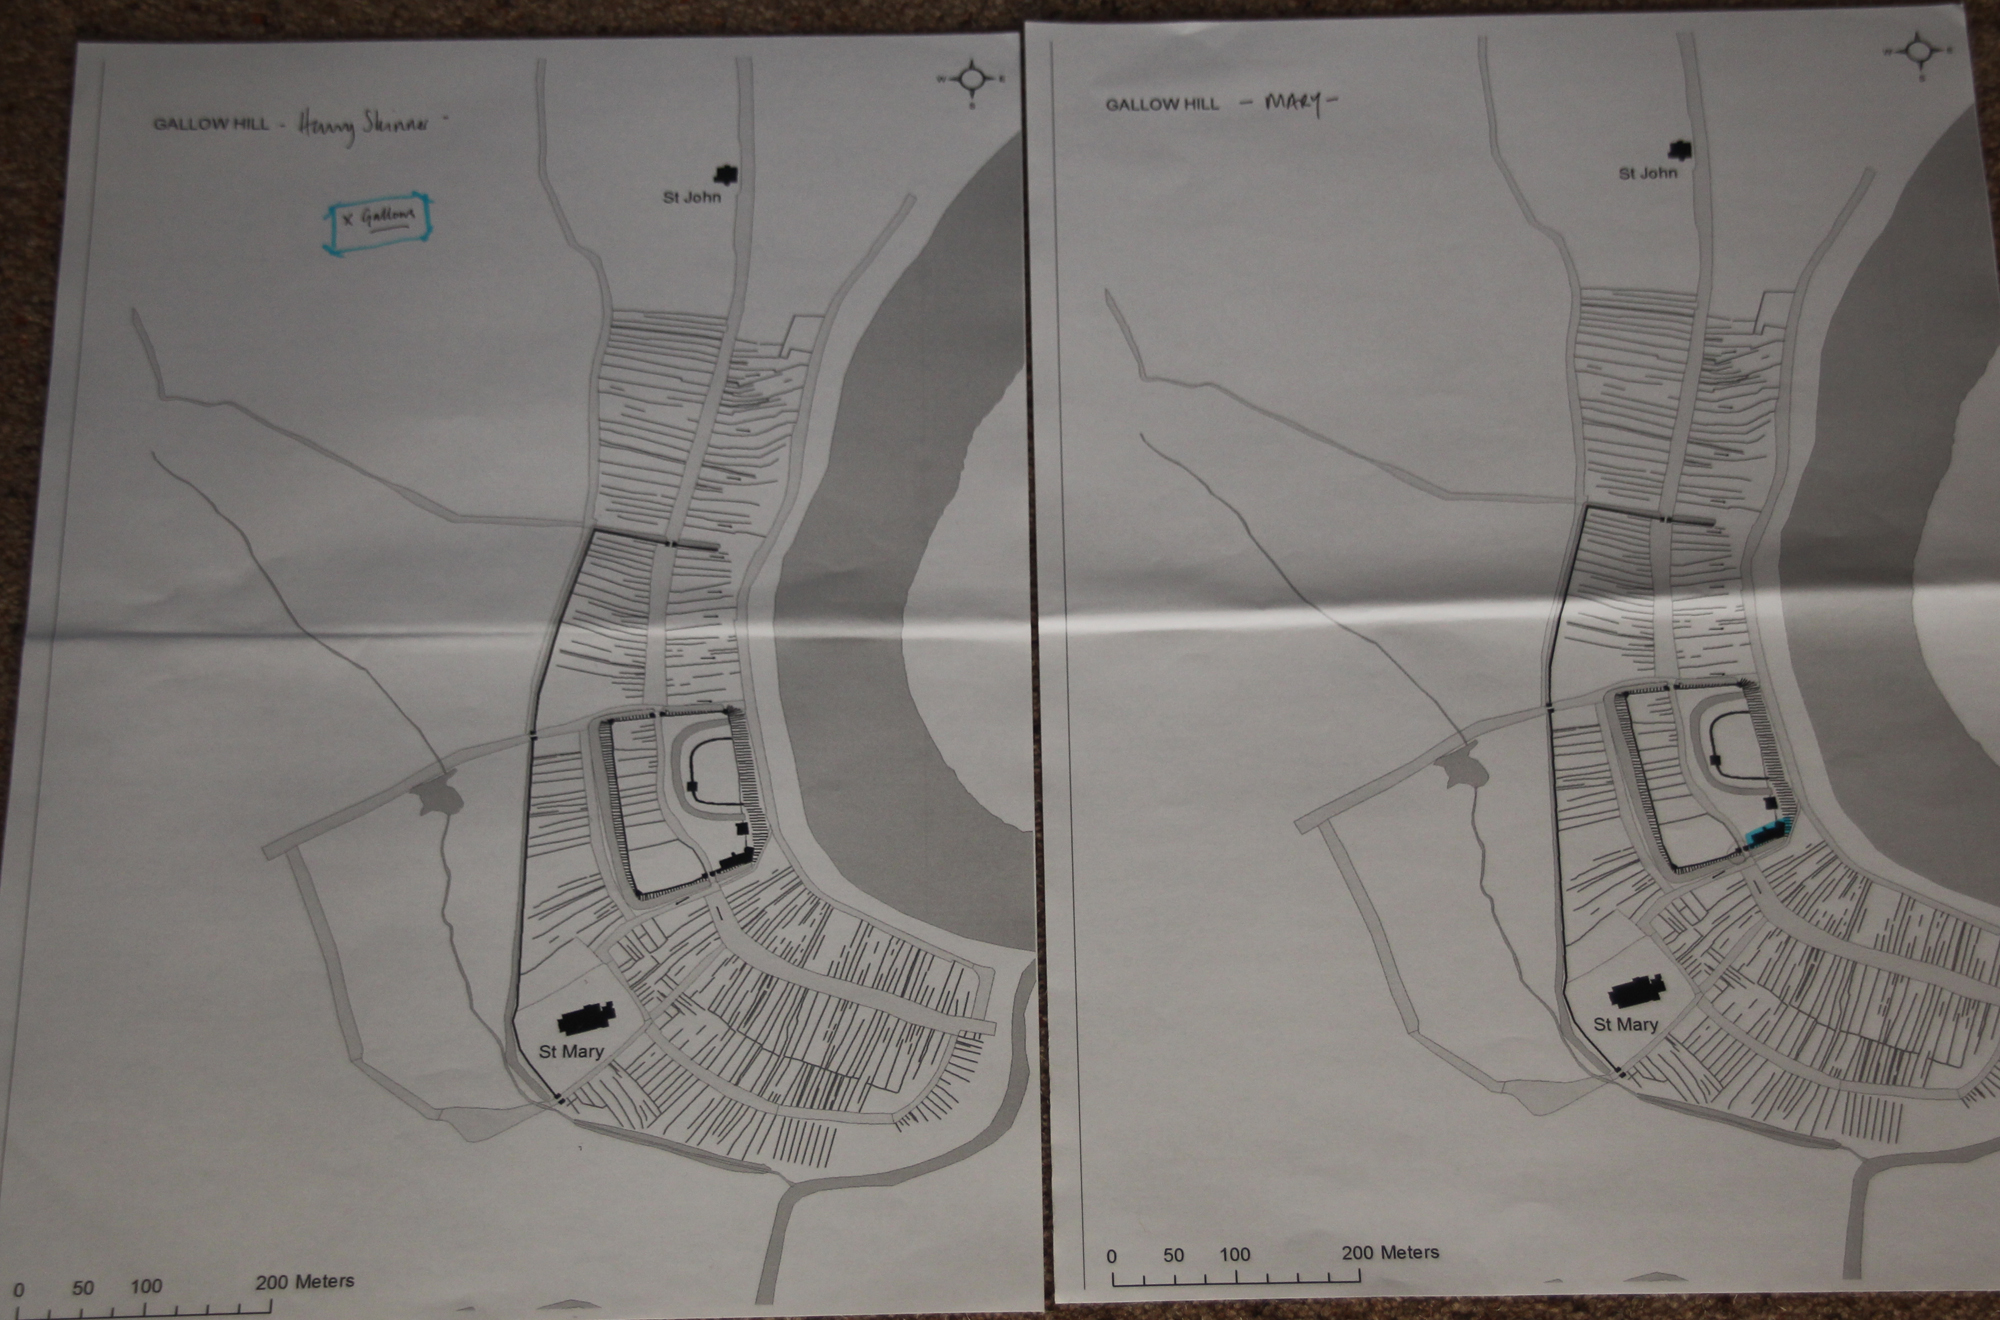 GALLOW HILL - Henry Skinner -
W E
S
x Gallows
St John
St Mary
0 50 100 200 Meters
GALLOW HILL - MARY -
W E
S
St John
St Mary
0 50 100 200 Meters